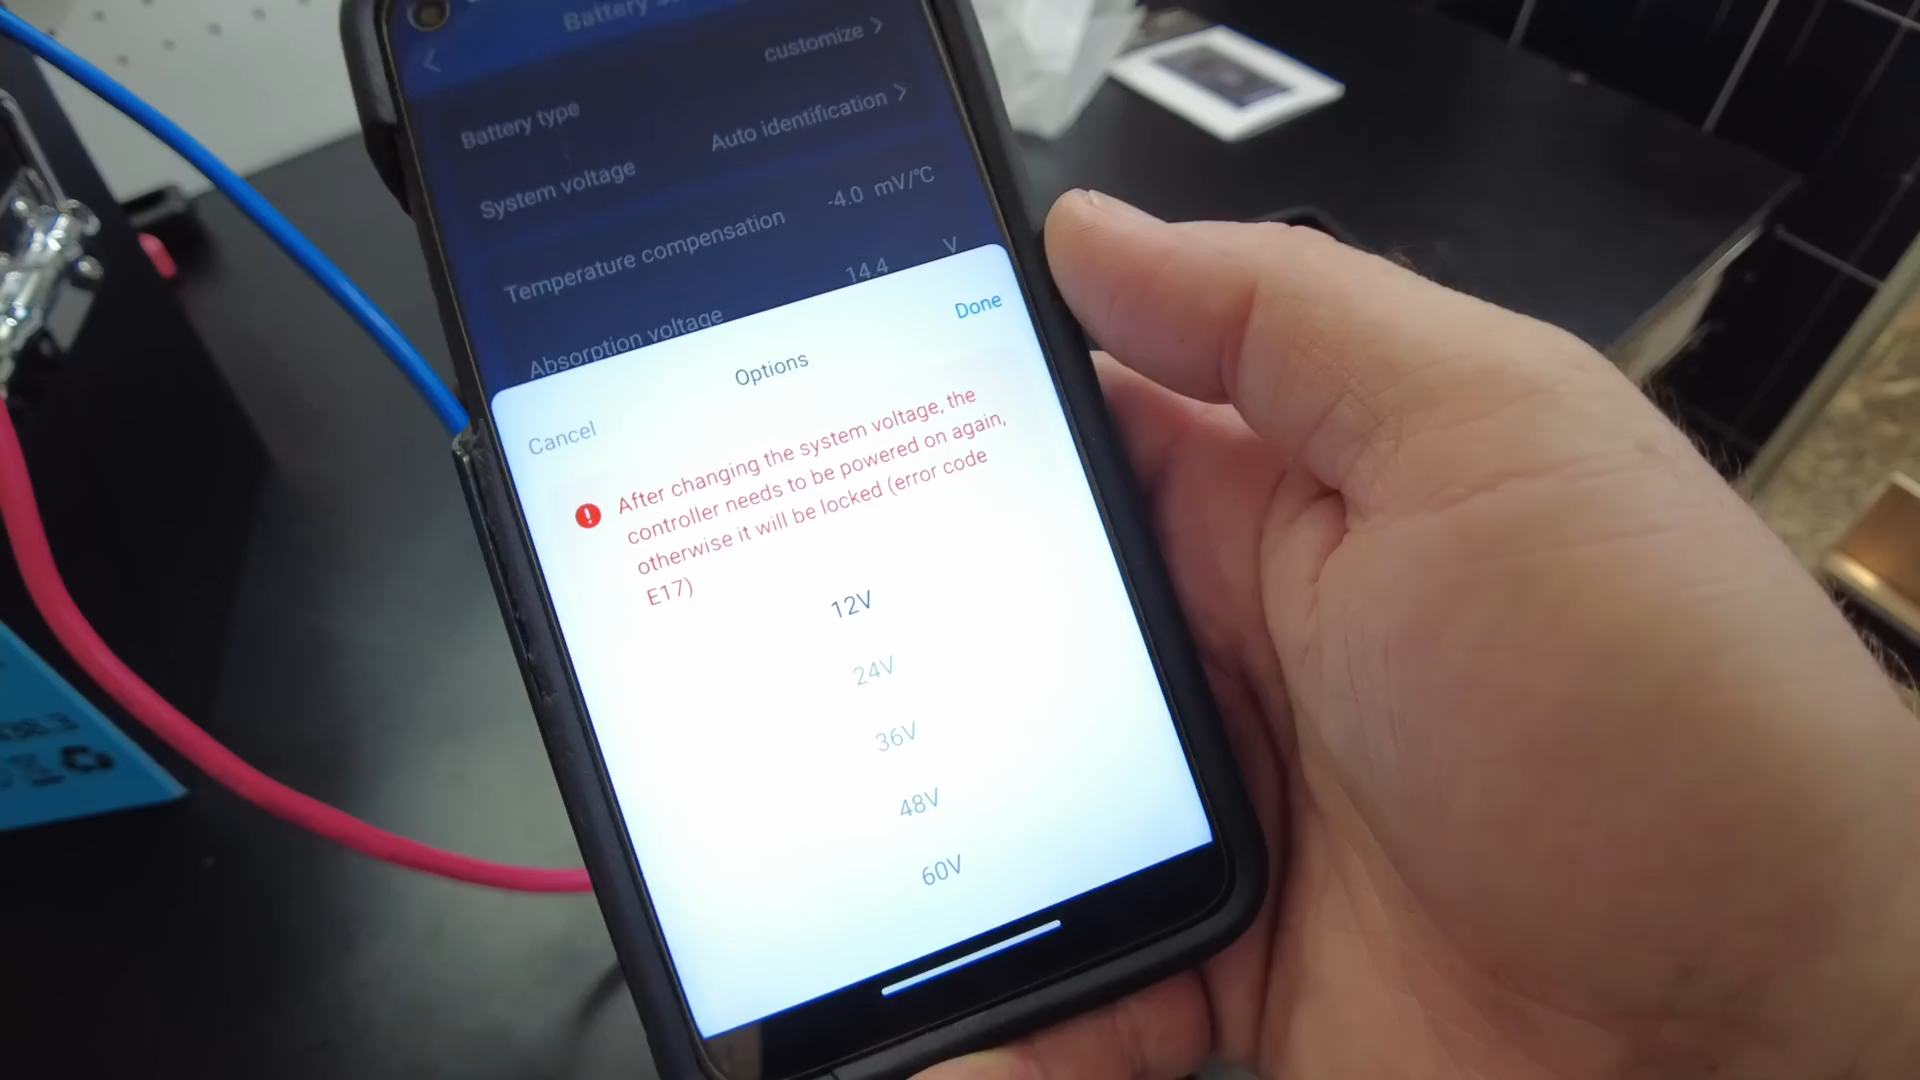 Battery
customize >
Battery type
Auto identification >
System voltage
-4.0 mV/℃
Temperature compensation
V
14.4
Absorption voltage
Done
Options
Cancel
After changing the system voltage, the
controller needs to be powered on again,
otherwise it will be locked (error code
E17)
12V
24V
36V
48V
60V